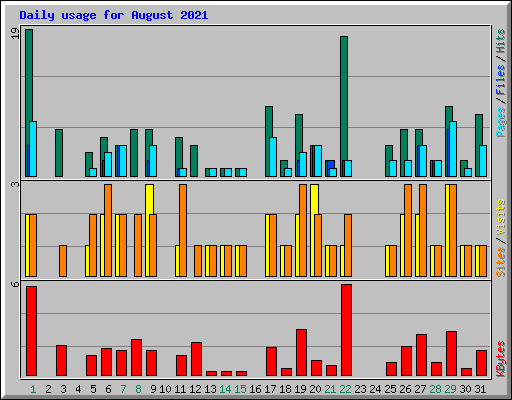 Daily usage for August 2021
19
Pages / Files / Hits
3
Sites / Visits
6
KBytes
1 2 3 4 5 6 7 8 9 10 11 12 13 14 15 16 17 18 19 20 21 22 23 24 25 26 27 28 29 30 31